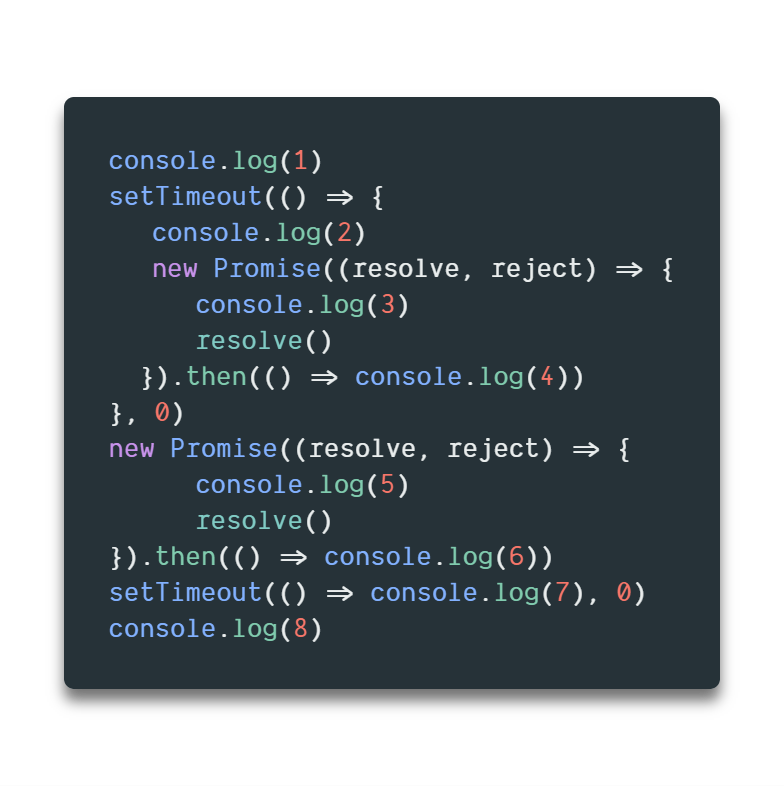 console.log(1)
setTimeout(() => {
console.log(2)
new Promise((resolve, reject) => {
console.log(3)
resolve()
}).then(() => console.log(4))
}, 0)
new Promise((resolve, reject) => {
console.log(5)
resolve()
}).then(() => console.log(6))
setTimeout(() => console.log(7), 0)
console.log(8)